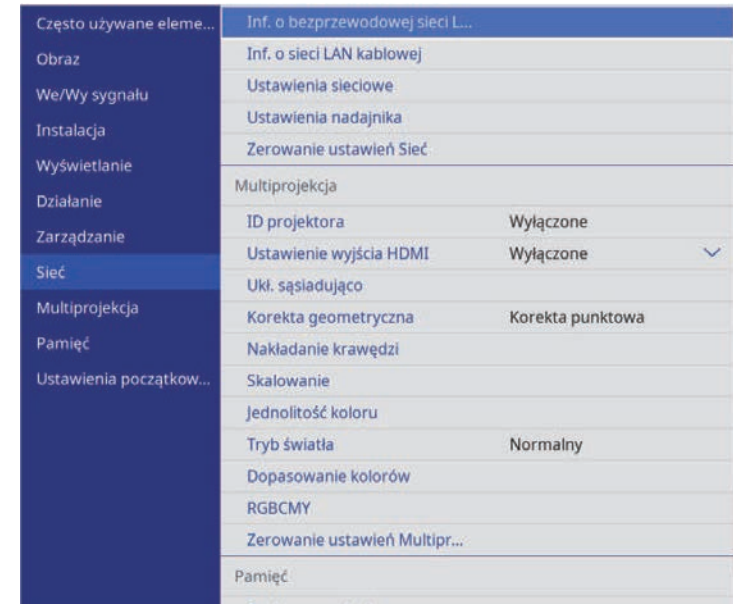 Często używane eleme...
Obraz
We/Wy sygnału
Instalacja
Wyświetlanie
Działanie
Zarządzanie
Sieć
Multiprojekcja
Pamięć
Ustawienia początkow...
Inf. o bezprzewodowej sieci L...
Inf. o sieci LAN kablowej
Ustawienia sieciowe
Ustawienia nadajnika
Zerowanie ustawień Sieć
Multiprojekcja
ID projektora Wyłączone
Ustawienie wyjścia HDMI Wyłączone
Ukł. sąsiadująco
Korekta geometryczna Korekta punktowa
Nakładanie krawędzi
Skalowanie
Jednolitość koloru
Tryb światła Normalny
Dopasowanie kolorów
RGBCMY
Zerowanie ustawień Multipr...
Pamięć